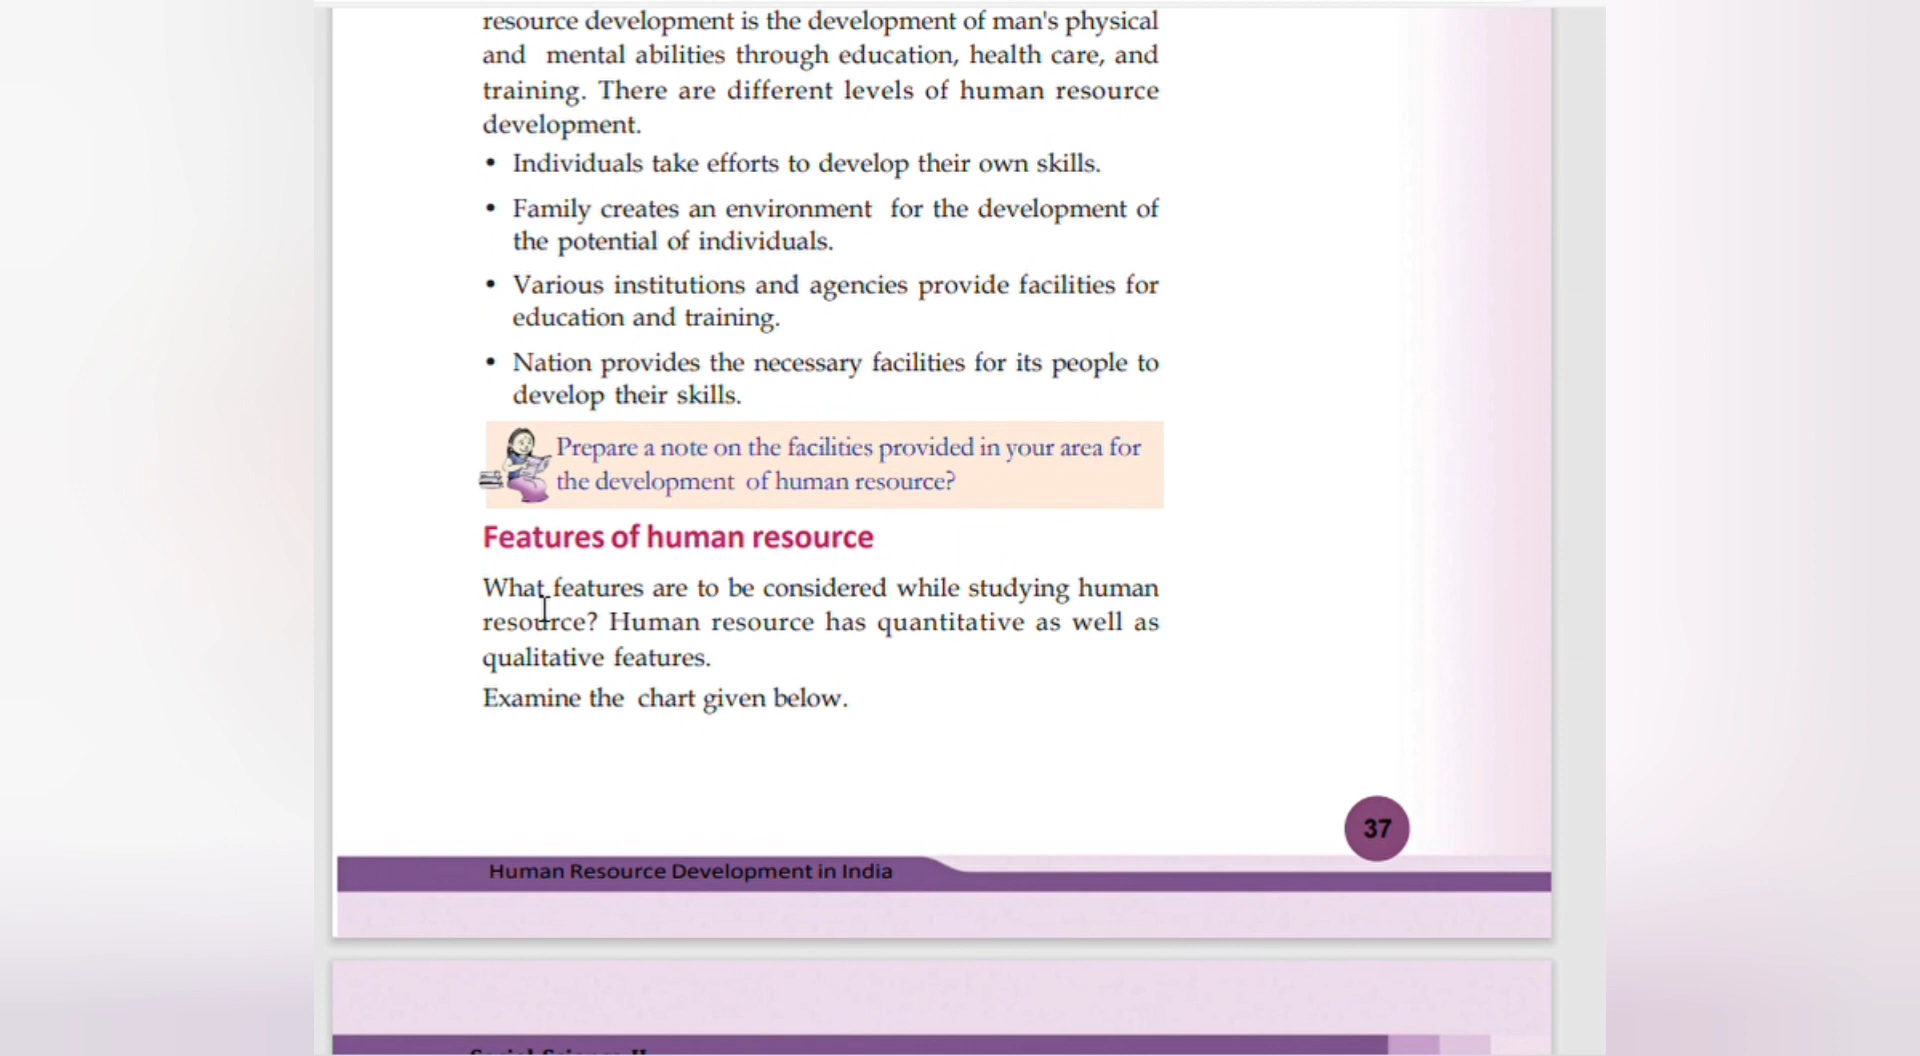 resource development is the development of man's physical
and mental abilities through education, health care, and
training. There are different levels of human resource
development.
• Individuals take efforts to develop their own skills.
• Family creates an environment for the development of
the potential of individuals.
• Various institutions and agencies provide facilities for
education and training.
• Nation provides the necessary facilities for its people to
develop their skills.
Prepare a note on the facilities provided in your area for
the development of human resource?
Features of human resource
What features are to be considered while studying human
resource? Human resource has quantitative as well as
qualitative features.
Examine the chart given below.
37
Human Resource Development in India
Social Science II